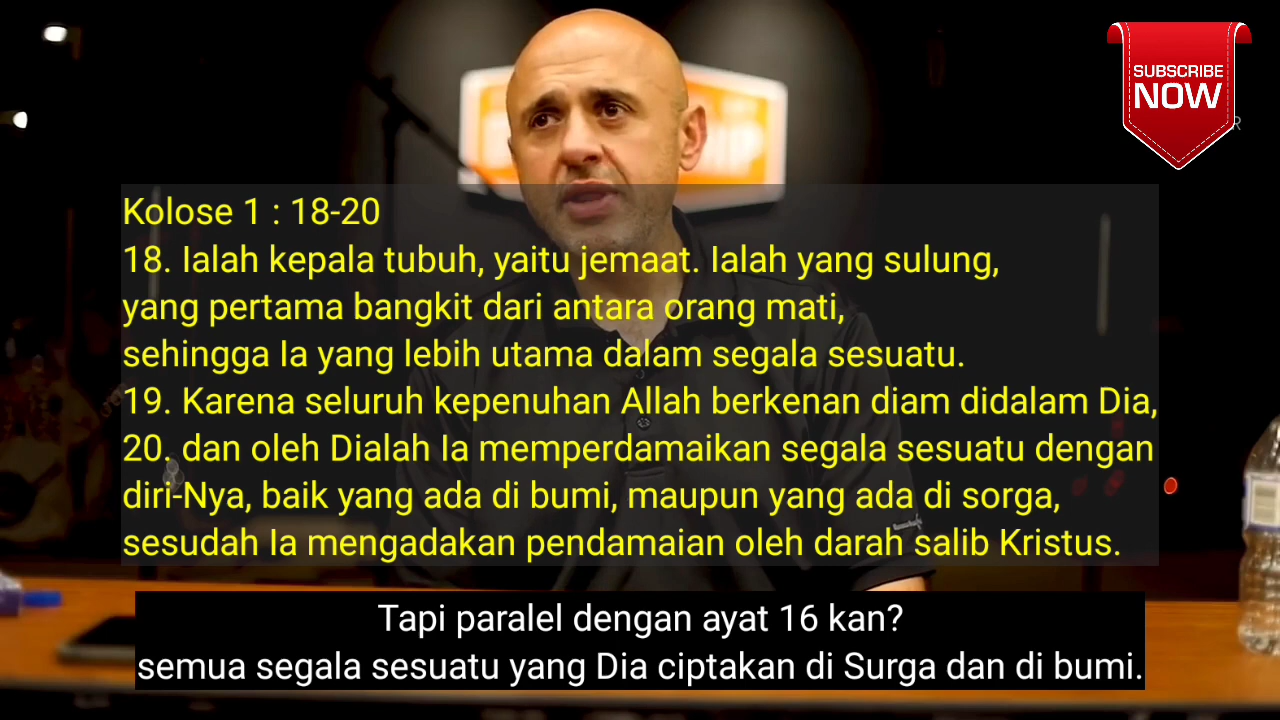 SUBSCRIBE
NOW
R
Kolose 1 : 18-20
18. Ialah kepala tubuh, yaitu jemaat. Ialah yang sulung,
yang pertama bangkit dari antara orang mati,
sehingga Ia yang lebih utama dalam segala sesuatu.
19. Karena seluruh kepenuhan Allah berkenan diam didalam Dia,
20. dan oleh Dialah Ia memperdamaikan segala sesuatu dengan
diri-Nya, baik yang ada di bumi, maupun yang ada di sorga,
sesudah Ia mengadakan pendamaian oleh darah salib Kristus.
Tapi paralel dengan ayat 16 kan?
semua segala sesuatu yang Dia ciptakan di Surga dan di bumi.